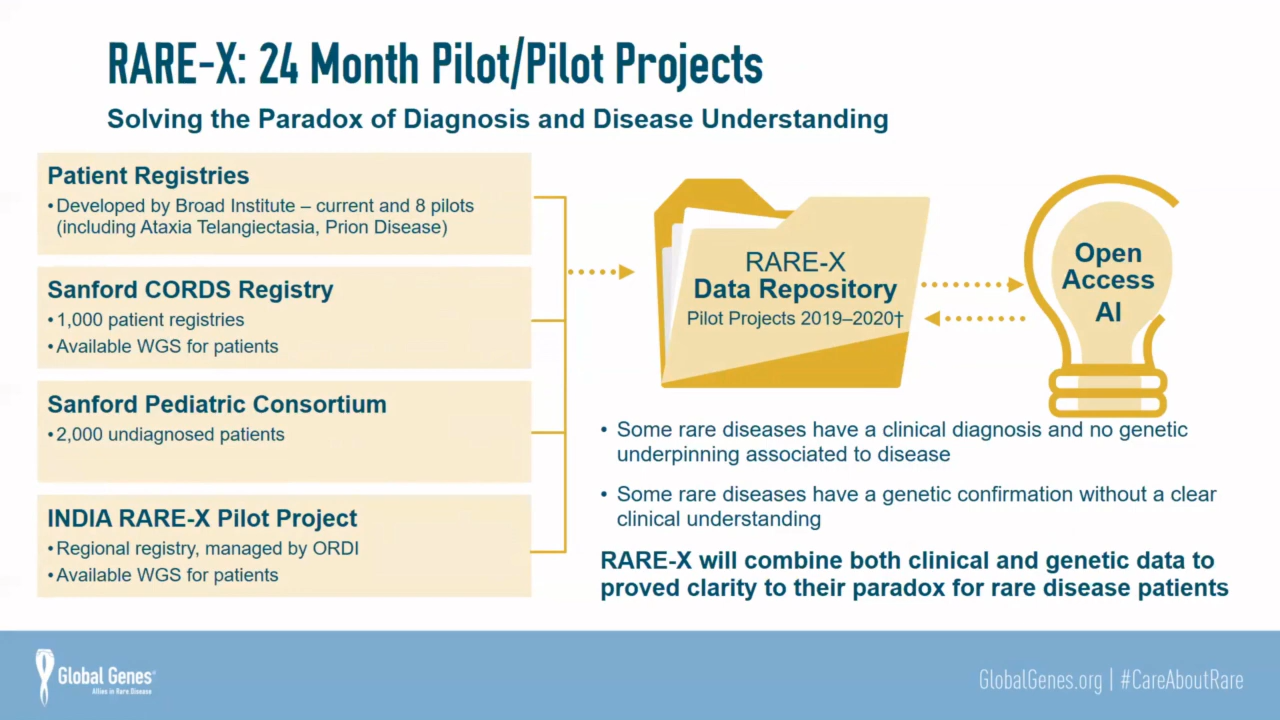 RARE-X: 24 Month Pilot/Pilot Projects
Solving the Paradox of Diagnosis and Disease Understanding
Patient Registries
•Developed by Broad Institute – current and 8 pilots
(including Ataxia Telangiectasia, Prion Disease)
Sanford CORDS Registry
•1,000 patient registries
•Available WGS for patients
Sanford Pediatric Consortium
•2,000 undiagnosed patients
INDIA RARE-X Pilot Project
•Regional registry, managed by ORDI
•Available WGS for patients
RARE-X
Data Repository
Pilot Projects 2019–2020†
Open
Access
AI
• Some rare diseases have a clinical diagnosis and no genetic
underpinning associated to disease
• Some rare diseases have a genetic confirmation without a clear
clinical understanding
RARE-X will combine both clinical and genetic data to
proved clarity to their paradox for rare disease patients
Global Genes
Allies in Rare Disease
GlobalGenes.org | #CareAboutRare